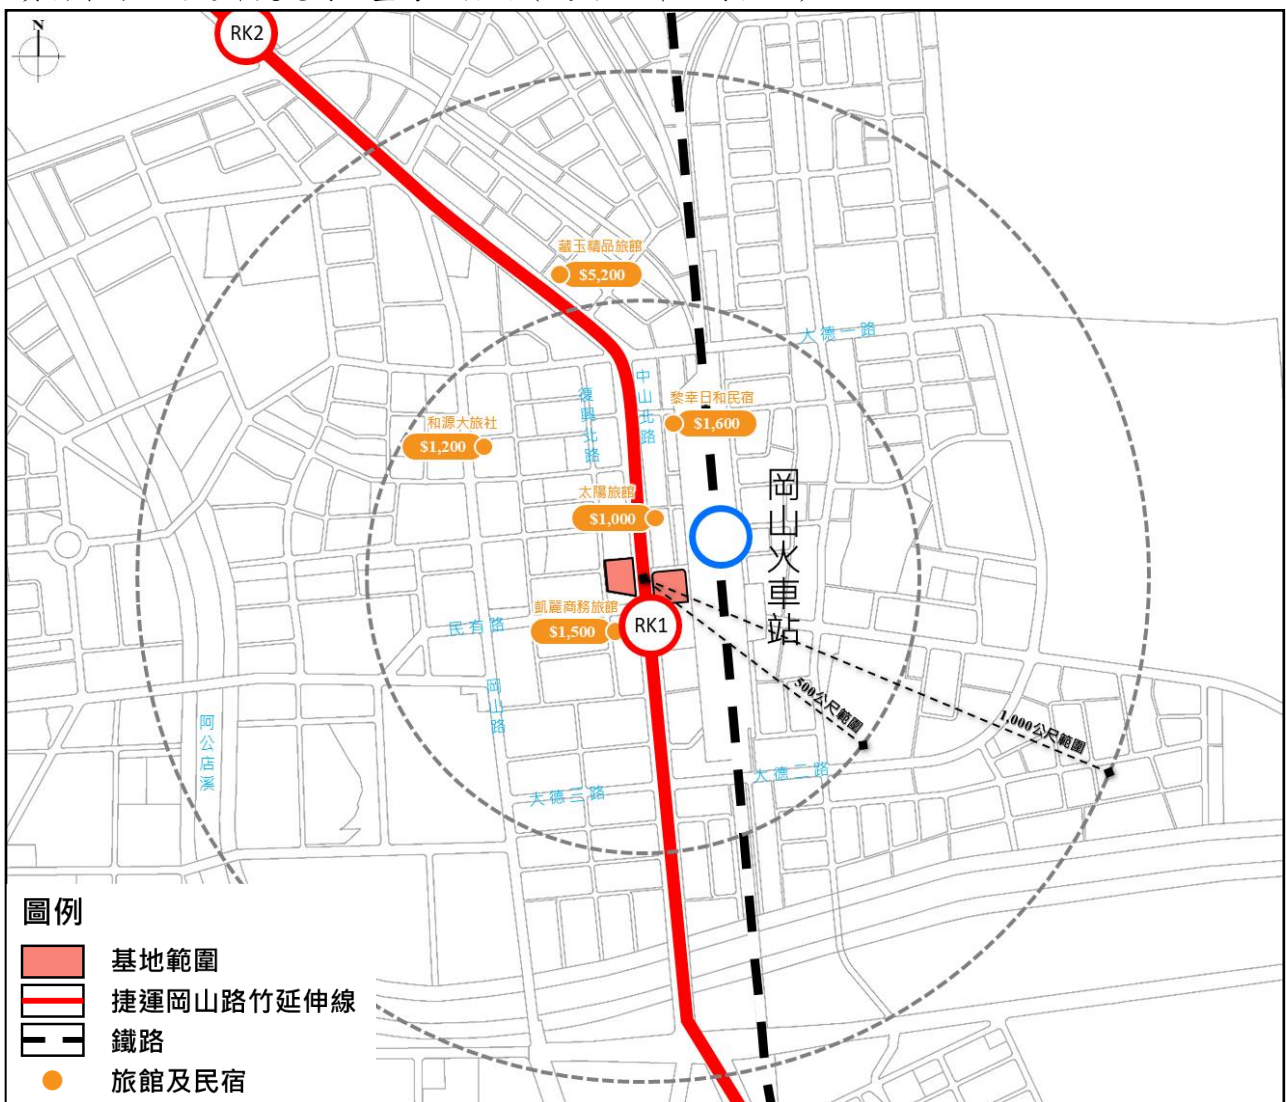 N
RK2
藏玉精品旅館
$5,200
大德一路
中山北路
復興北路
黎幸日和民宿
$1,600
和源大旅社
$1,200
太陽旅館
$1,000
岡山火車站
凱麗商務旅館
$1,500
RK1
民有路
岡山路
500公尺範圍
1,000公尺範圍
阿公店溪
大德二路
大德三路
圖例
基地範圍
捷運岡山路竹延伸線
鐵路
旅館及民宿